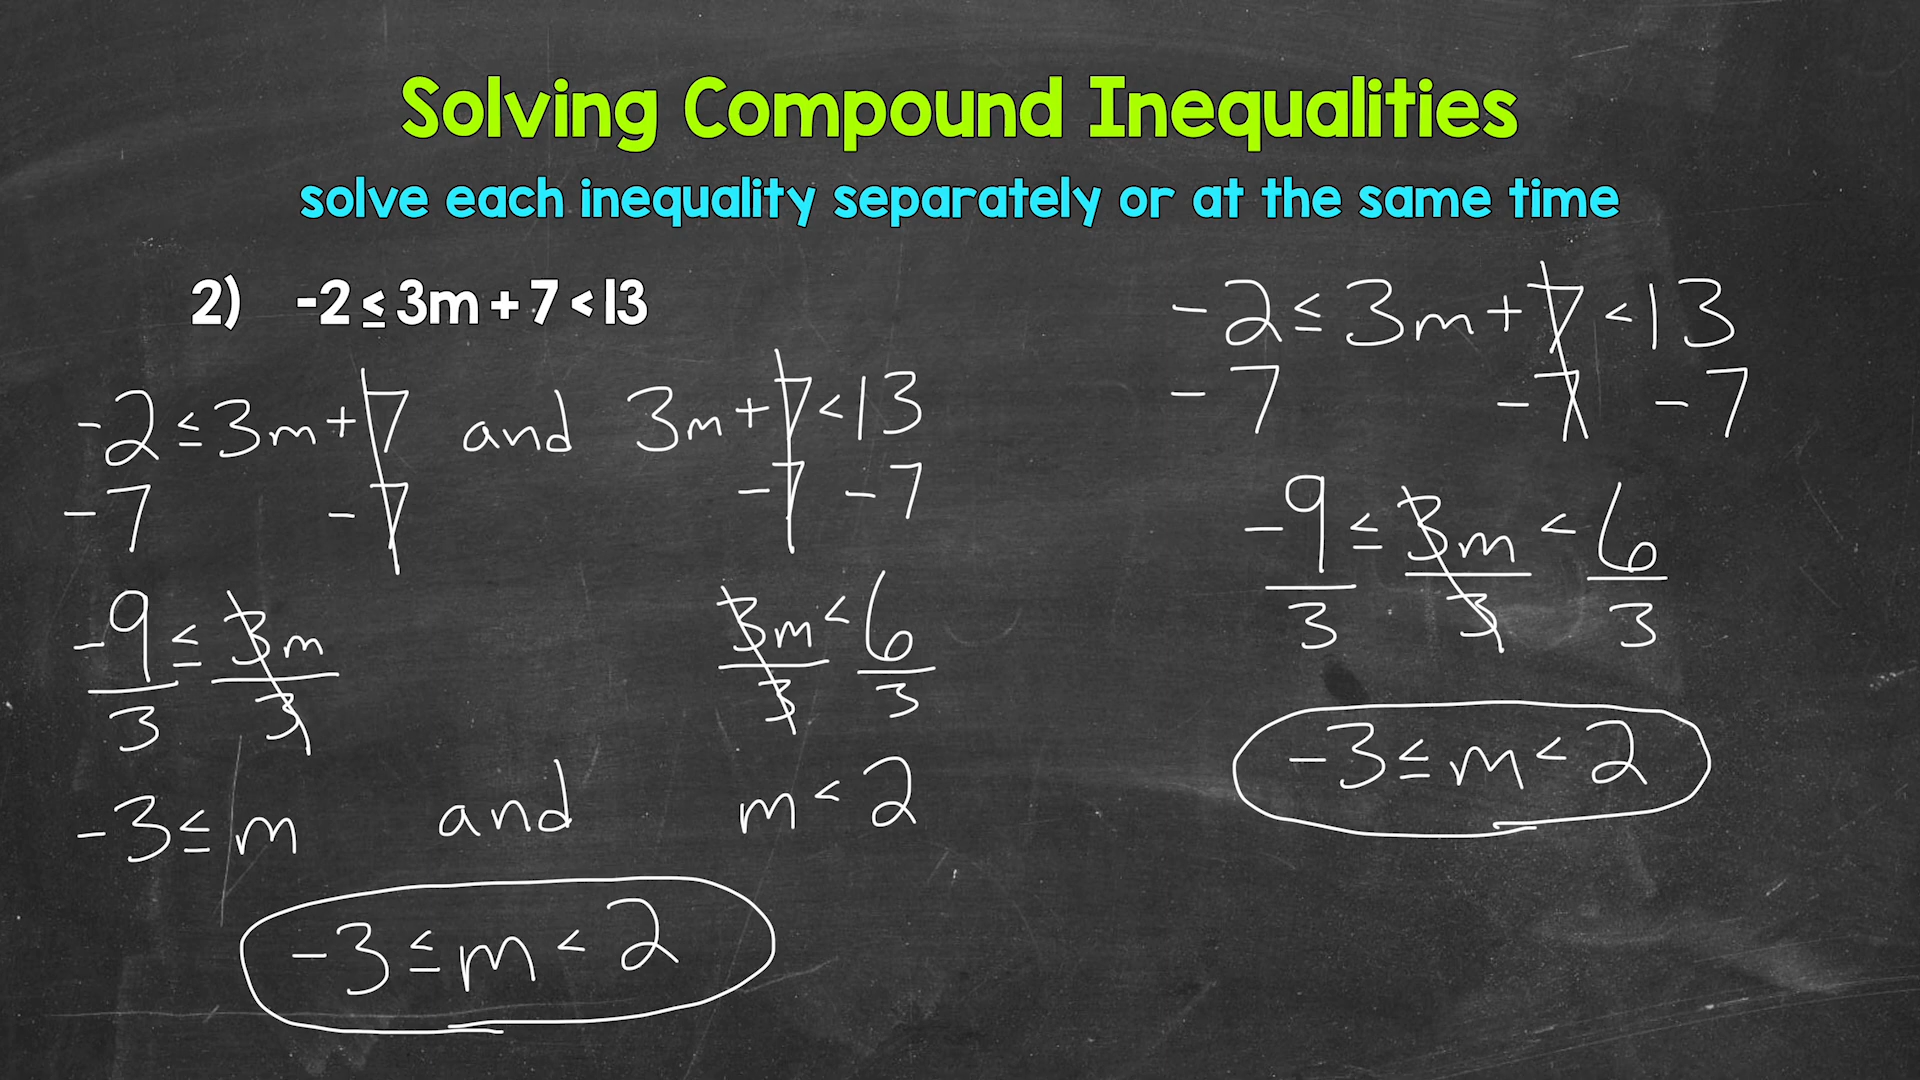 Solving Compound Inequalities
solve each inequality separately or at the same time
2) -2 ≤ 3m + 7 < 13
-2 ≤ 3m + 7 and 3m + 7 < 13
-7 -7 -7 -7
-9 ≤ 3m 3m < 6
3 3 3 3
-3 ≤ m and m < 2
-3 ≤ m < 2
-2 ≤ 3m + 7 < 13
-7 -7 -7
-9 ≤ 3m < 6
3 3 3
-3 ≤ m < 2